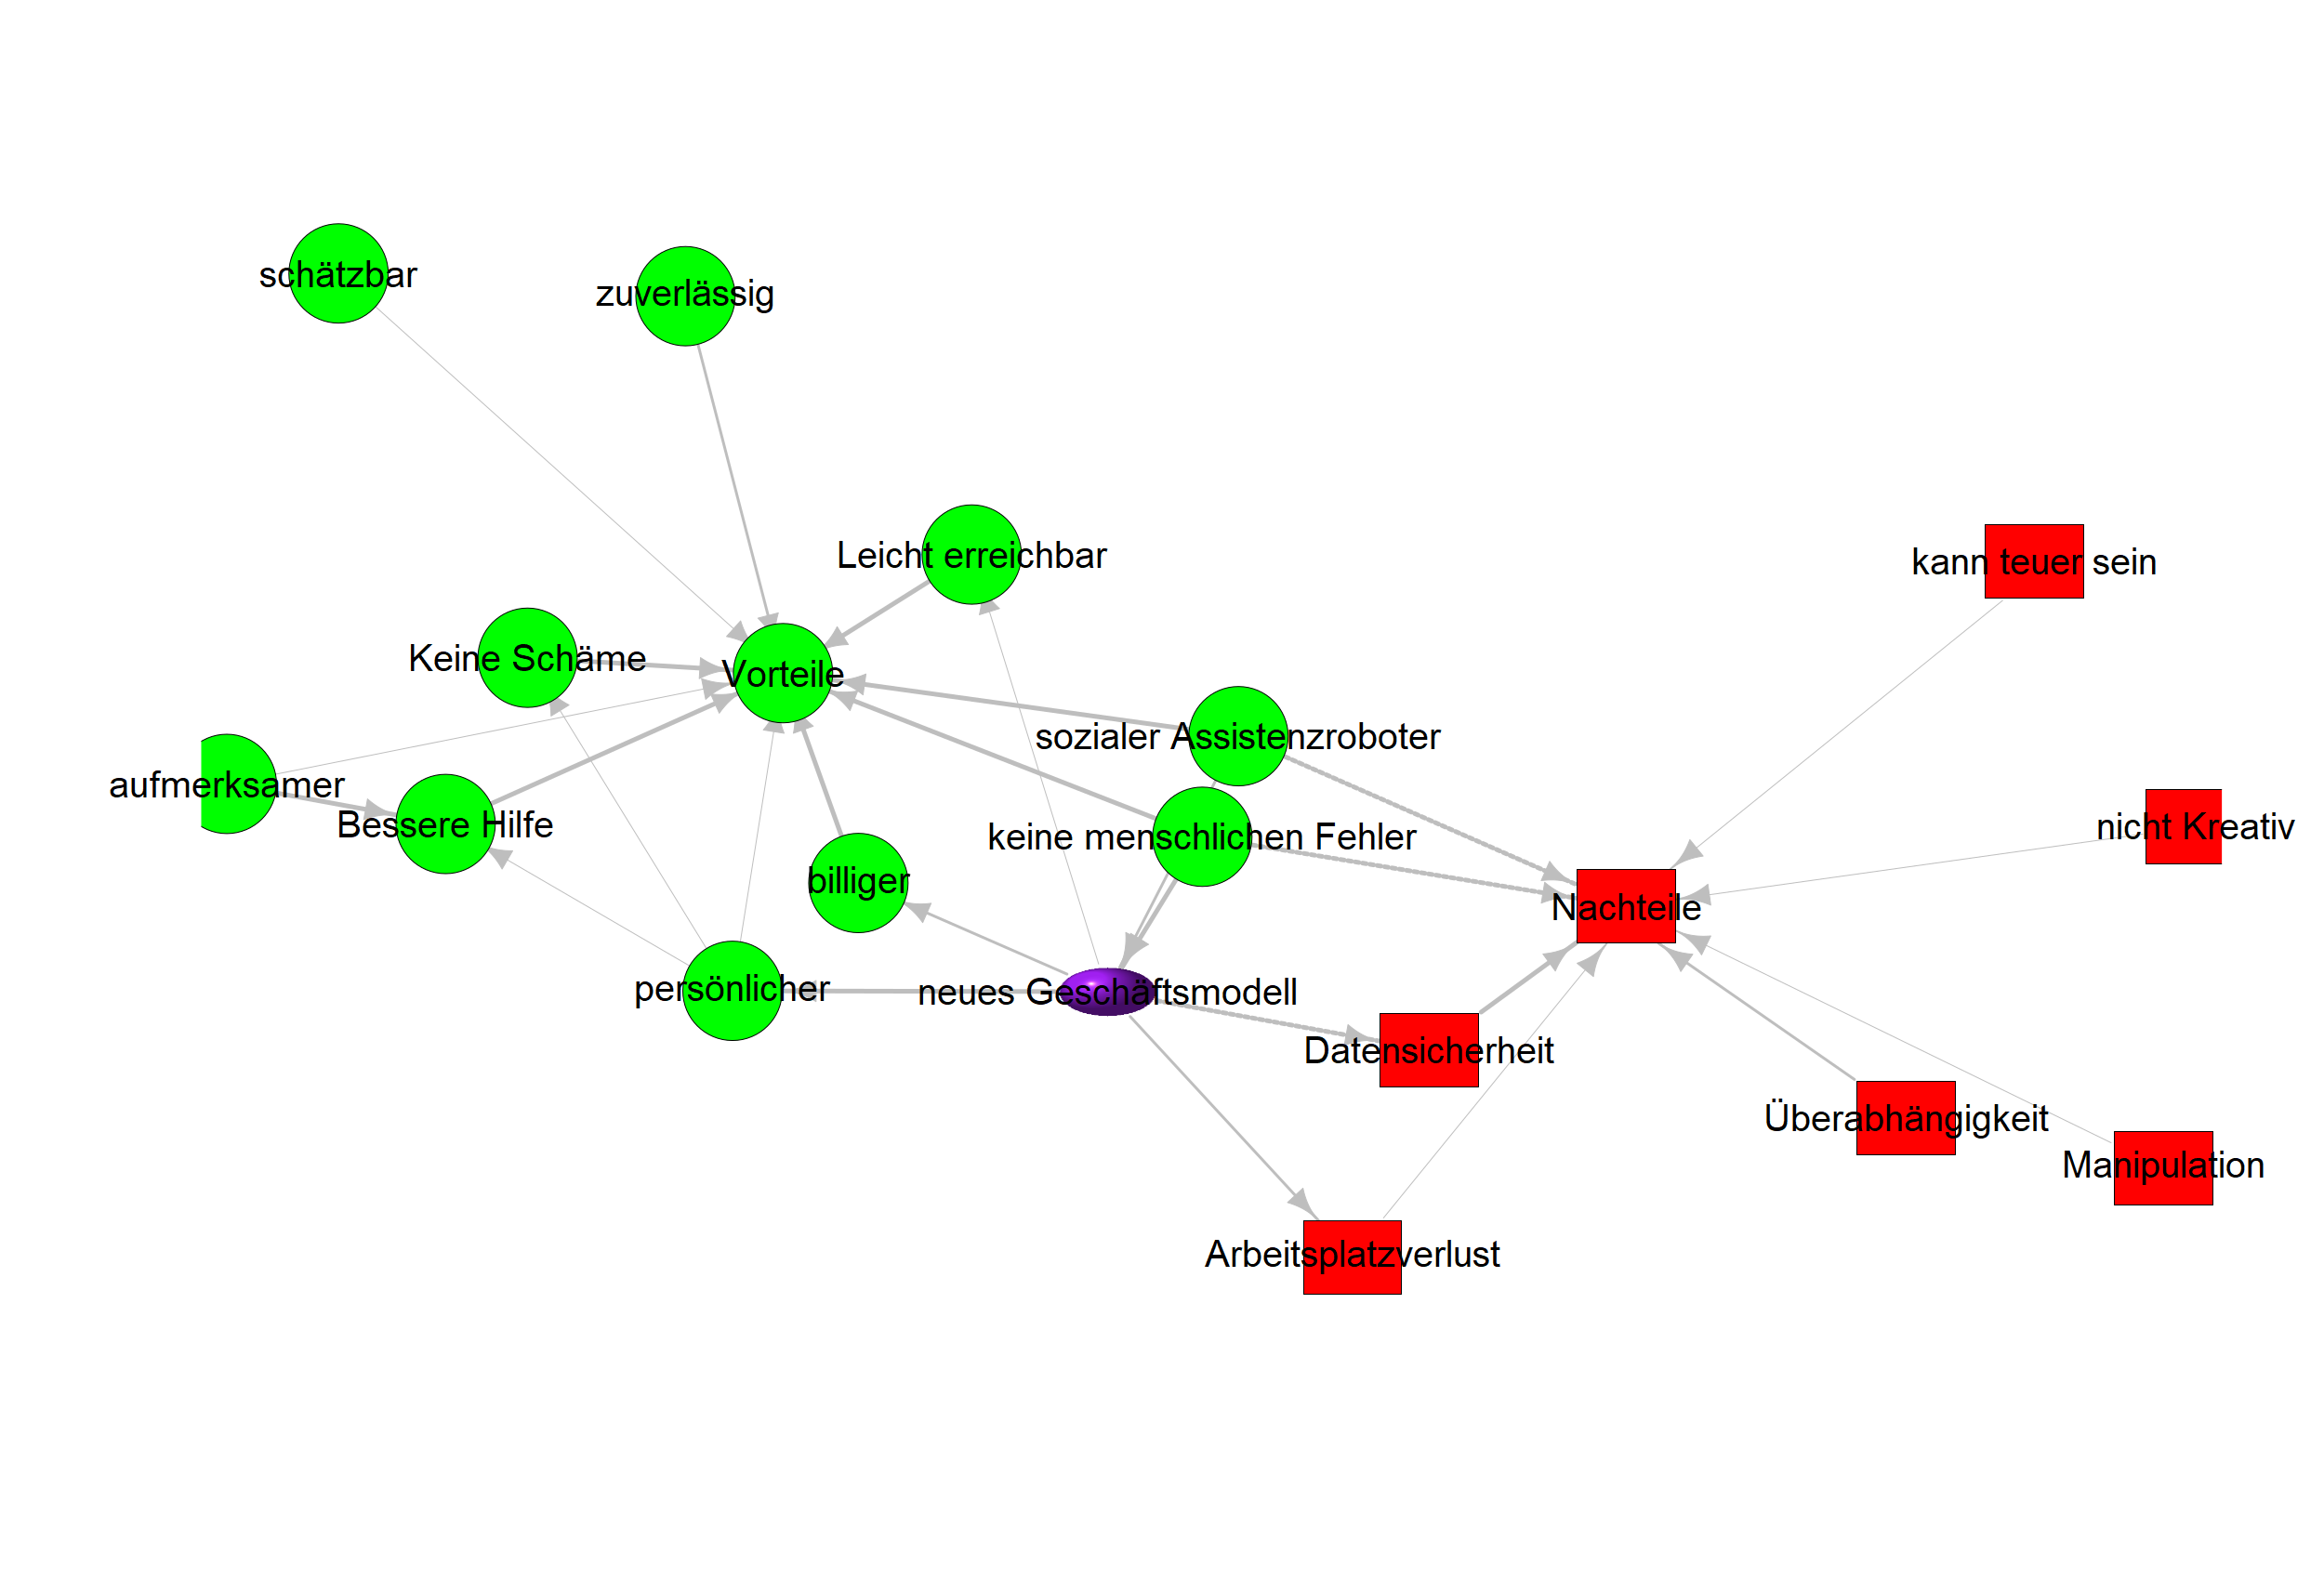 schätzbar
zuverlässig
Leicht erreichbar
kann teuer sein
Keine Schäme
Vorteile
sozialer Assistenzroboter
aufmerksamer
Bessere Hilfe
keine menschlichen Fehler
nicht Kreativ
billiger
Nachteile
persönlicher
neues Geschäftsmodell
Datensicherheit
Überabhängigkeit
Manipulation
Arbeitsplatzverlust